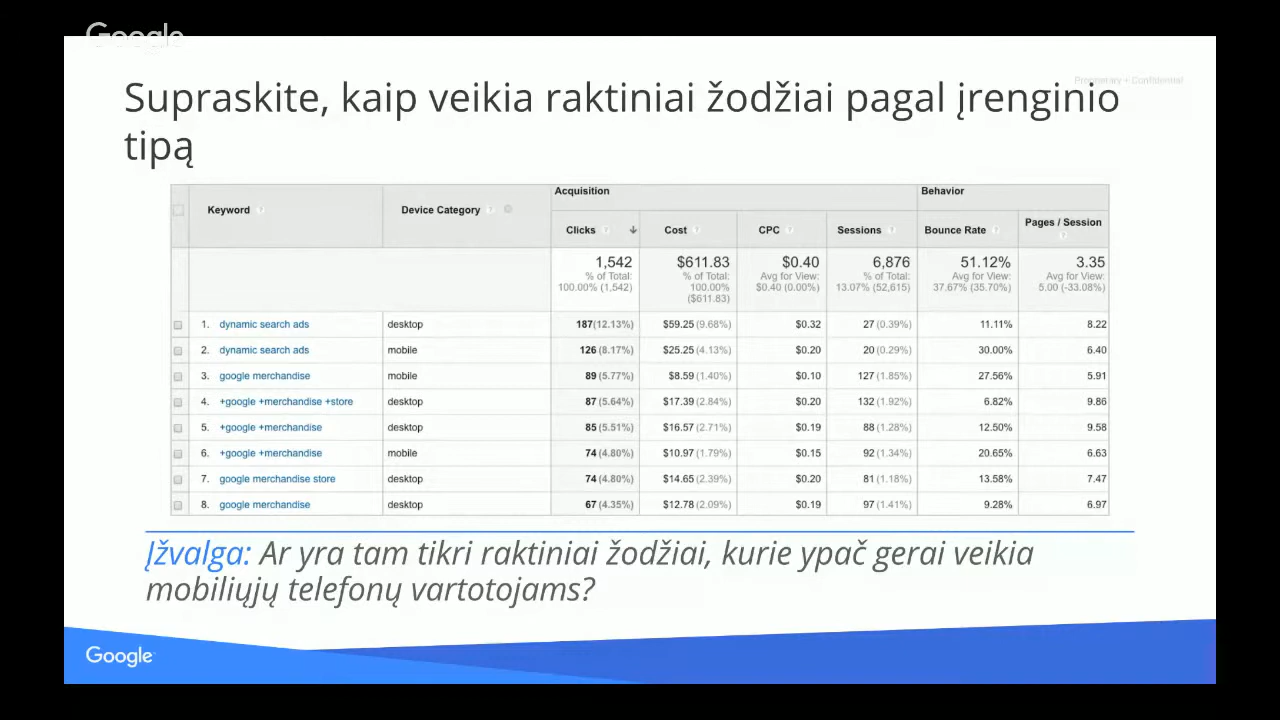 Google
Proprietary + Confidential
Supraskite, kaip veikia raktiniai žodžiai pagal įrenginio
tipą
Acquisition Behavior
Keyword Device Category Clicks Cost CPC Sessions Bounce Rate Pages / Session
1,542 $611.83 $0.40 6,876 51.12% 3.35
% of Total: % of Total: Avg for View: % of Total: Avg for View: Avg for View:
100.00% (1,542) 100.00% $0.40 (0.00%) 13.07% (52,615) 37.67% (35.70%) 5.00 (-33.08%)
($611.83)
1. dynamic search ads desktop 187(12.13%) $59.25 (9.68%) $0.32 27 (0.39%) 11.11% 8.22
2. dynamic search ads mobile 126 (8.17%) $25.25 (4.13%) $0.20 20 (0.29%) 30.00% 6.40
3. google merchandise mobile 89 (5.77%) $8.59 (1.40%) $0.10 127 (1.85%) 27.56% 5.91
4. +google +merchandise +store desktop 87 (5.64%) $17.39 (2.84%) $0.20 132 (1.92%) 6.82% 9.86
5. +google +merchandise desktop 85 (5.51%) $16.57 (2.71%) $0.19 88 (1.28%) 12.50% 9.58
6. +google +merchandise mobile 74 (4.80%) $10.97 (1.79%) $0.15 92 (1.34%) 20.65% 6.63
7. google merchandise store desktop 74 (4.80%) $14.65 (2.39%) $0.20 81 (1.18%) 13.58% 7.47
8. google merchandise desktop 67 (4.35%) $12.78 (2.09%) $0.19 97 (1.41%) 9.28% 6.97
Įžvalga: Ar yra tam tikri raktiniai žodžiai, kurie ypač gerai veikia
mobiliųjų telefonų vartotojams?
Google